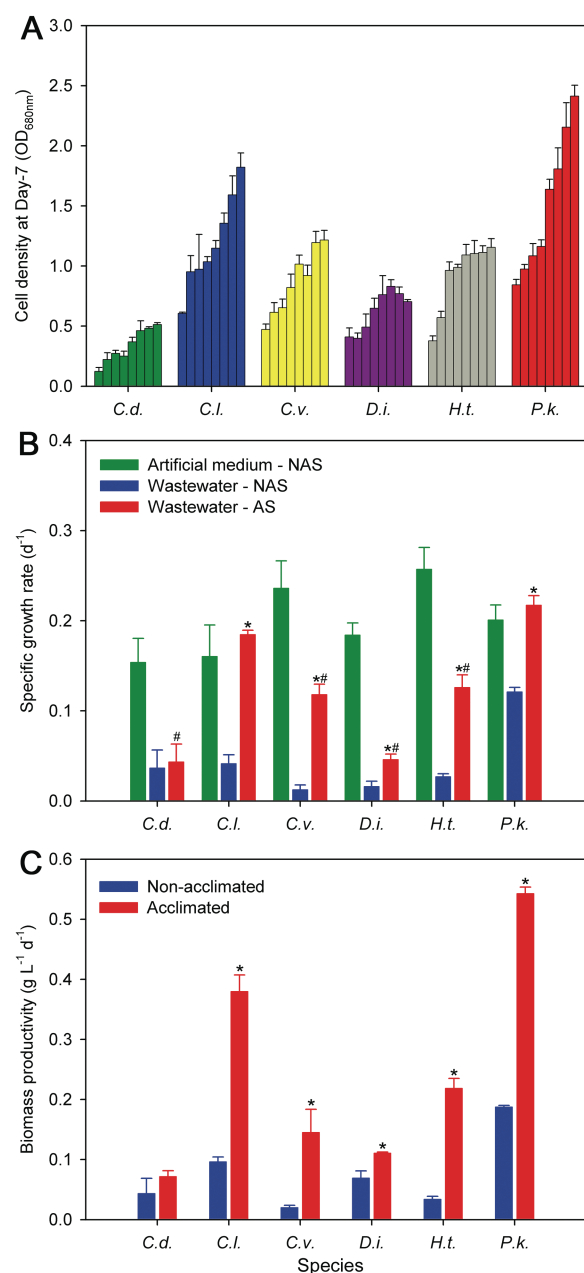 A
Cell density at Day-7 (OD680nm)
3.0
2.5
2.0
1.5
1.0
0.5
0.0
C.d. C.l. C.v. D.i. H.t. P.k.
B
Specific growth rate (d-1)
0.4
0.3
0.2
0.1
0.0
Artificial medium - NAS
Wastewater - NAS
Wastewater - AS
# * *# *# *# *
C.d. C.l. C.v. D.i. H.t. P.k.
C
Biomass productivity (g L-1 d-1)
0.6
0.5
0.4
0.3
0.2
0.1
0.0
Non-acclimated
Acclimated
* * * * *
C.d. C.l. C.v. D.i. H.t. P.k.
Species